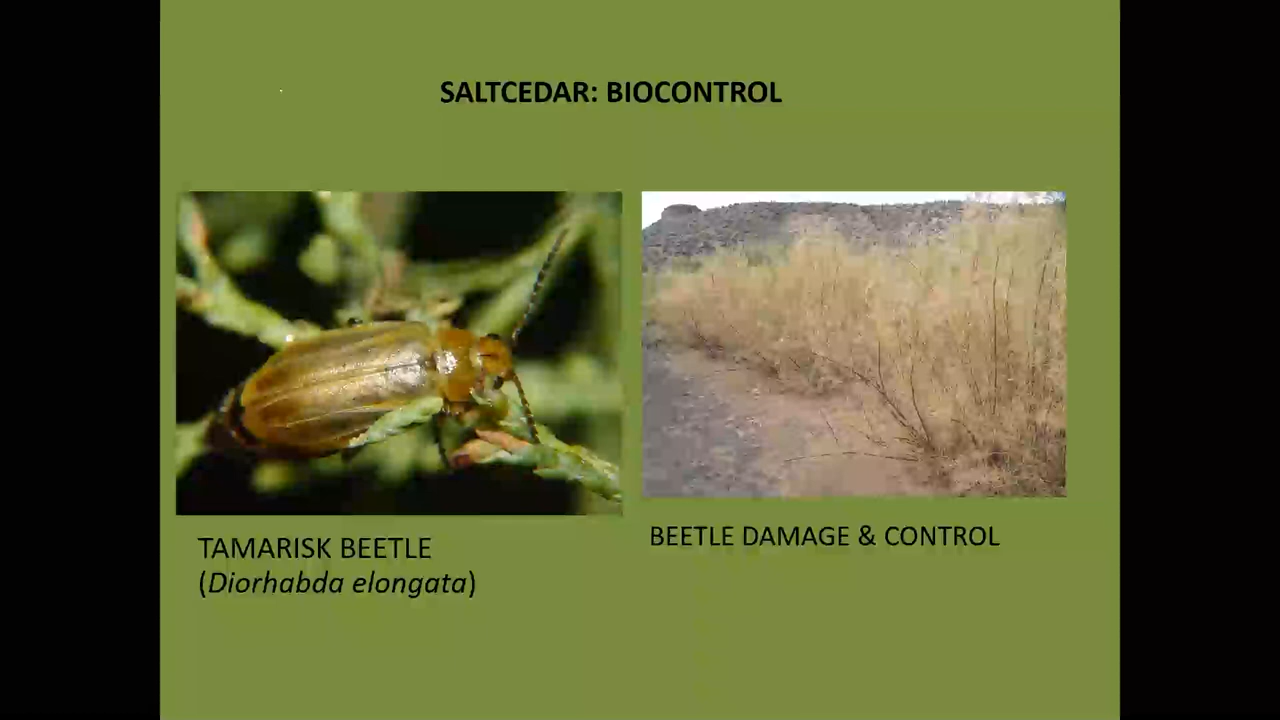 SALTCEDAR: BIOCONTROL
TAMARISK BEETLE
(Diorhabda elongata)
BEETLE DAMAGE & CONTROL